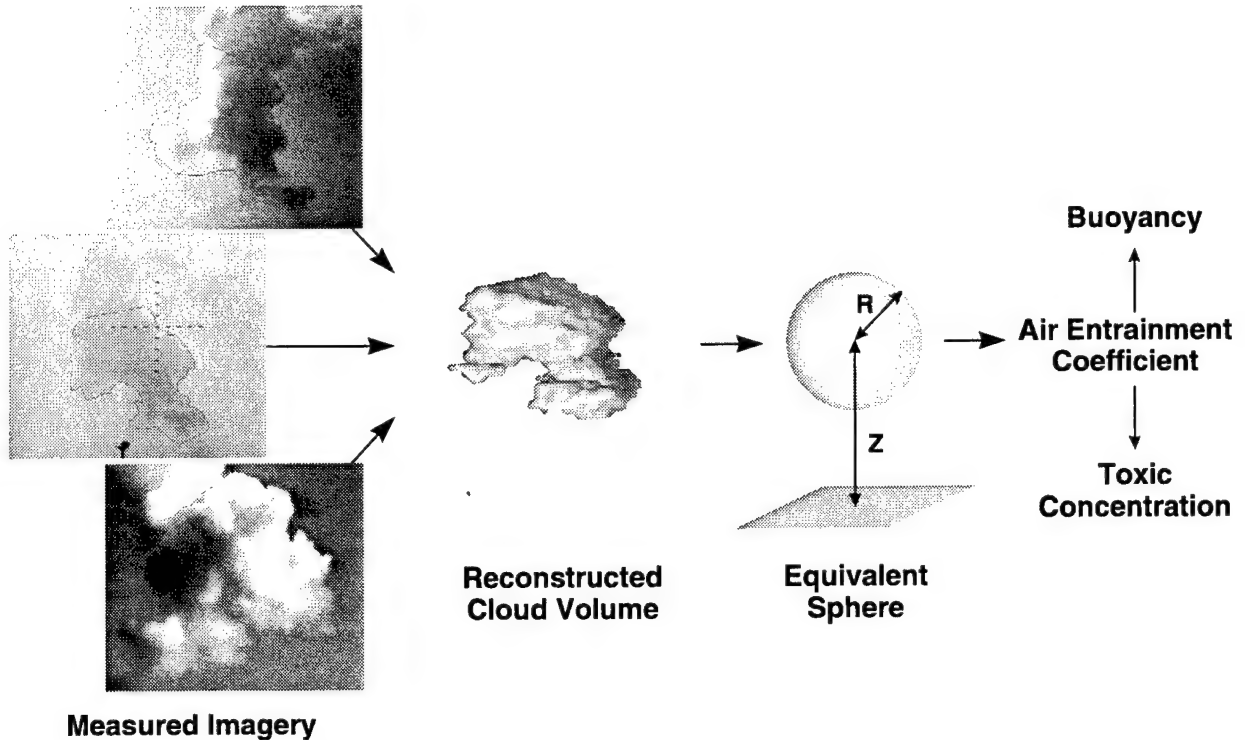 Measured Imagery
Reconstructed
Cloud Volume
R
Z
Equivalent
Sphere
Buoyancy
Air Entrainment
Coefficient
Toxic
Concentration